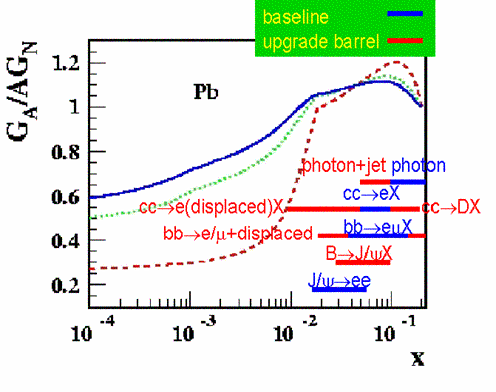 baseline
upgrade barrel
G_A/AG_N
1.2
1
0.8
0.6
0.4
0.2
Pb
photon+jet photon
cc→eX
cc→e(displaced)X
cc→DX
bb→e/μ+displaced
bb→eμX
B→J/ψX
J/ψ→ee
10^-4
10^-3
10^-2
10^-1
x